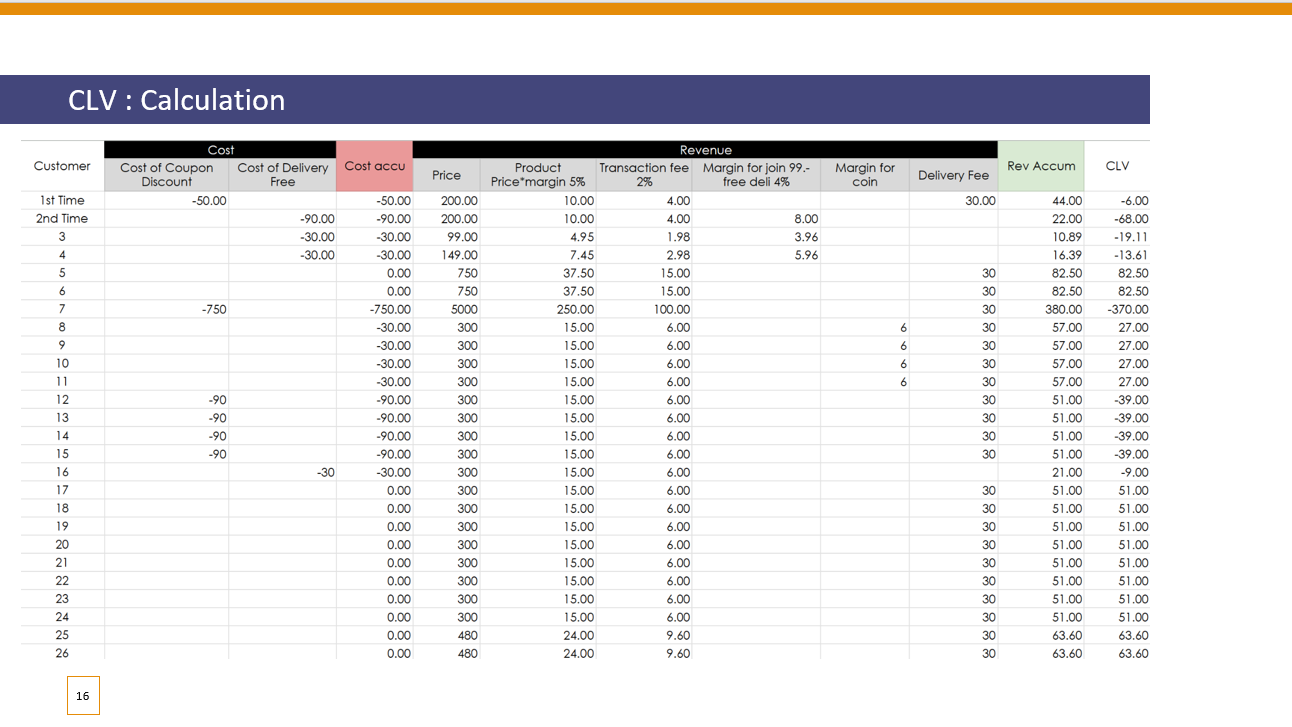 CLV : Calculation
Cost Revenue
Customer Cost of Coupon Discount Cost of Delivery Free Cost accu Price Product Price*margin 5% Transaction fee 2% Margin for join 99.- free deli 4% Margin for coin Delivery Fee Rev Accum CLV
1st Time -50.00 -50.00 200.00 10.00 4.00 30.00 44.00 -6.00
2nd Time -90.00 -90.00 200.00 10.00 4.00 8.00 22.00 -68.00
3 -30.00 -30.00 99.00 4.95 1.98 3.96 10.89 -19.11
4 -30.00 -30.00 149.00 7.45 2.98 5.96 16.39 -13.61
5 0.00 750 37.50 15.00 30 82.50 82.50
6 0.00 750 37.50 15.00 30 82.50 82.50
7 -750 -750.00 5000 250.00 100.00 30 380.00 -370.00
8 -30.00 300 15.00 6.00 6 30 57.00 27.00
9 -30.00 300 15.00 6.00 6 30 57.00 27.00
10 -30.00 300 15.00 6.00 6 30 57.00 27.00
11 -30.00 300 15.00 6.00 6 30 57.00 27.00
12 -90 -90.00 300 15.00 6.00 30 51.00 -39.00
13 -90 -90.00 300 15.00 6.00 30 51.00 -39.00
14 -90 -90.00 300 15.00 6.00 30 51.00 -39.00
15 -90 -90.00 300 15.00 6.00 30 51.00 -39.00
16 -30 -30.00 300 15.00 6.00 21.00 -9.00
17 0.00 300 15.00 6.00 30 51.00 51.00
18 0.00 300 15.00 6.00 30 51.00 51.00
19 0.00 300 15.00 6.00 30 51.00 51.00
20 0.00 300 15.00 6.00 30 51.00 51.00
21 0.00 300 15.00 6.00 30 51.00 51.00
22 0.00 300 15.00 6.00 30 51.00 51.00
23 0.00 300 15.00 6.00 30 51.00 51.00
24 0.00 300 15.00 6.00 30 51.00 51.00
25 0.00 480 24.00 9.60 30 63.60 63.60
26 0.00 480 24.00 9.60 30 63.60 63.60
16